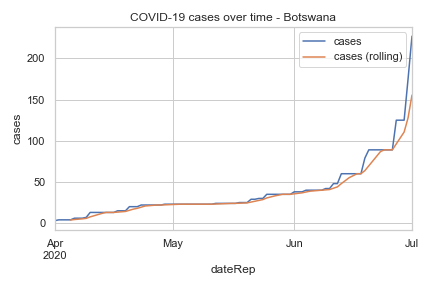 COVID-19 cases over time - Botswana
cases
cases (rolling)
200
150
100
50
0
cases
Apr
2020
May
Jun
Jul
dateRep